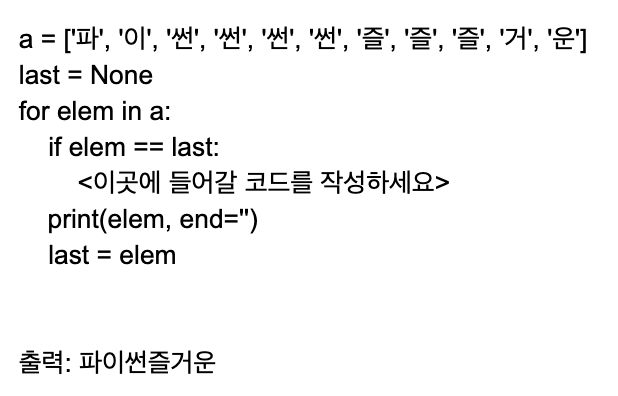 a = ['파', '이', '썬', '썬', '썬', '썬', '즐', '즐', '즐', '거', '운']
last = None
for elem in a:
    if elem == last:
        <이곳에 들어갈 코드를 작성하세요>
    print(elem, end='')
    last = elem
출력: 파이썬즐거운